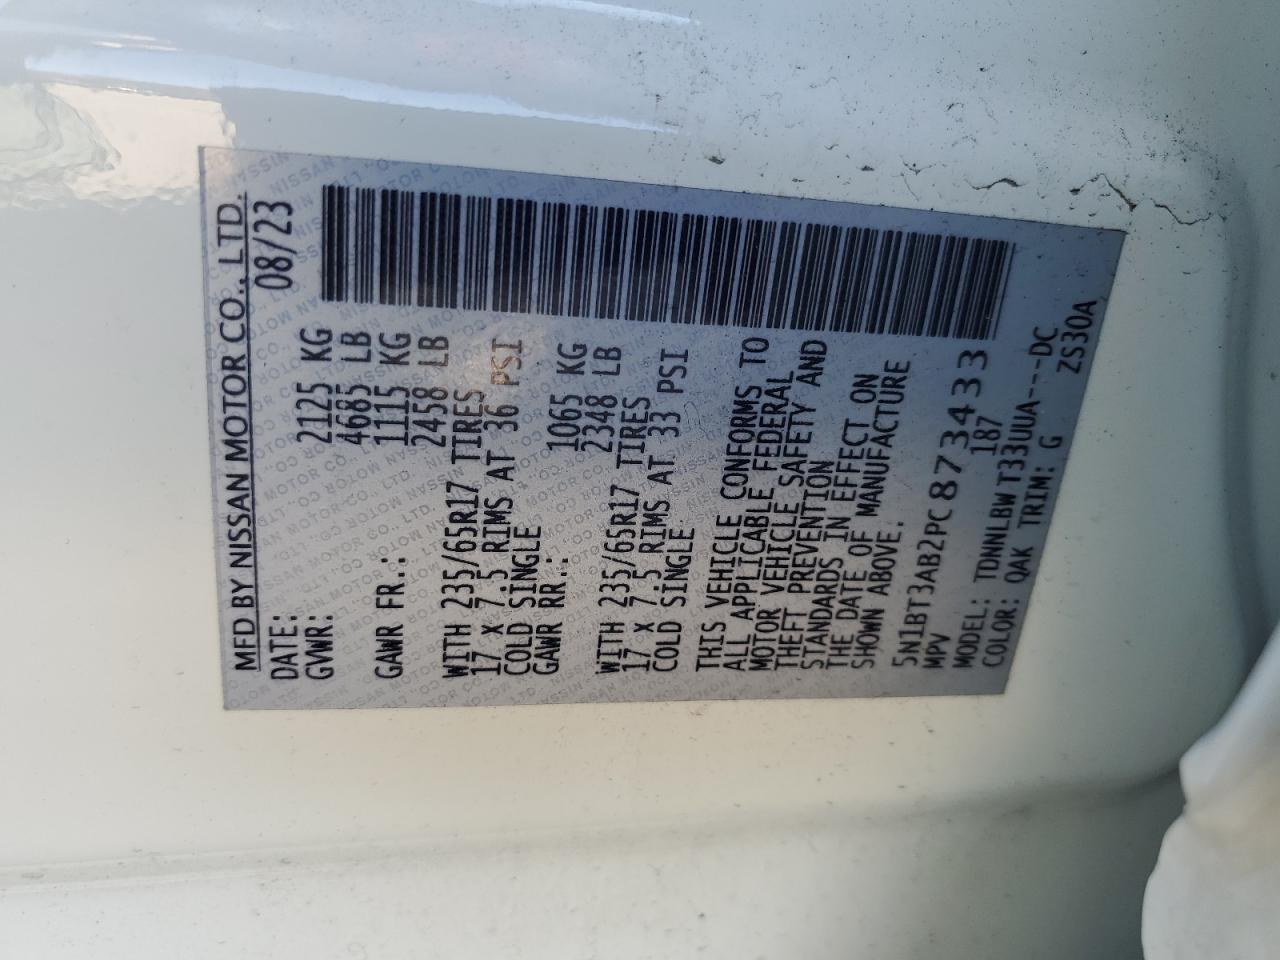 MFD BY NISSAN MOTOR CO., LTD.
DATE: 08/23
GVWR: 2125 KG
4685 LB
GAWR FR.: 1115 KG
2458 LB
WITH 235/65R17 TIRES
17 x 7.5 RIMS AT 36 PSI
COLD SINGLE
GAWR RR.: 1065 KG
2348 LB
WITH 235/65R17 TIRES
17 x 7.5 RIMS AT 33 PSI
COLD SINGLE
THIS VEHICLE CONFORMS TO
ALL APPLICABLE FEDERAL
MOTOR VEHICLE SAFETY AND
THEFT PREVENTION
STANDARDS IN EFFECT ON
THE DATE OF MANUFACTURE
SHOWN ABOVE.
5N1BT3AB2PC873433
MPV 187
MODEL: TDNNLBW T33UUA---DC
COLOR: QAK TRIM: G ZS30A